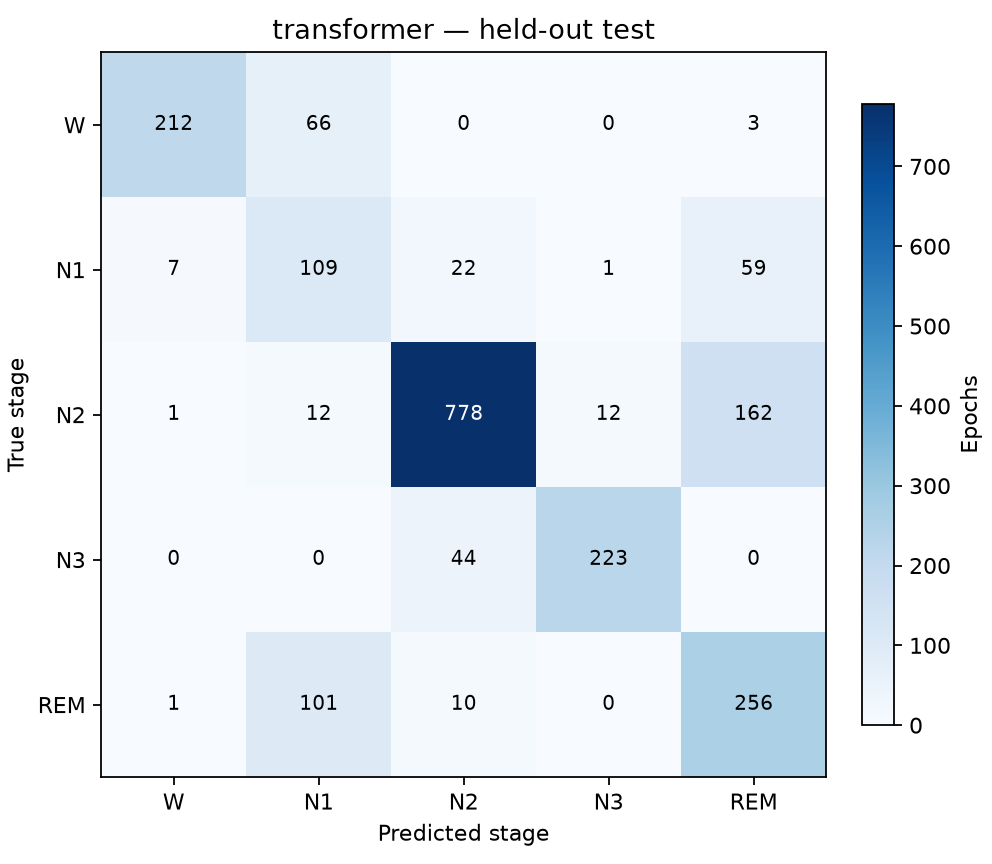 transformer — held-out test
W 212 66 0 0 3
N1 7 109 22 1 59
N2 1 12 778 12 162
N3 0 0 44 223 0
REM 1 101 10 0 256
W N1 N2 N3 REM
Predicted stage
True stage
700
600
500
400
300
200
100
0
Epochs